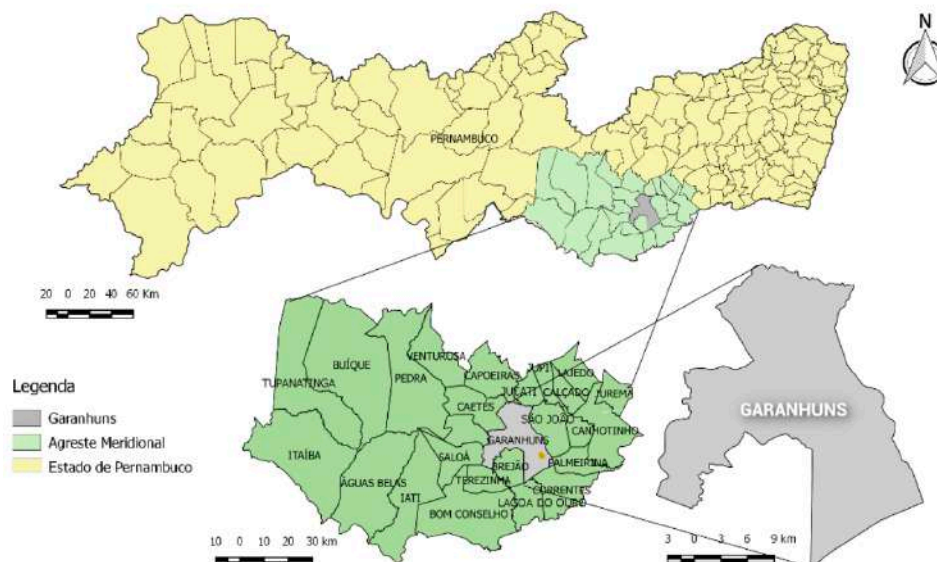 N
PERNAMBUCO
20 0 20 40 60 Km
Legenda
Garanhuns
Agreste Meridional
Estado de Pernambuco
VENTUROSA
BUÍQUE
CAPOEIRAS
JUPI
LAJEDO
TUPANATINGA
PEDRA
JUCATI
CALÇADO
JUREMA
CAETÉS
SÃO JOÃO
CANHOTINHO
GARANHUNS
ITAÍBA
SALOÁ
BREJÃO
PALMEIRINA
ÁGUAS BELAS
TEREZINHA
IATI
CORRENTES
LAGOA DO OURO
BOM CONSELHO
GARANHUNS
10 0 10 20 30 km
3 0 3 6 9 km